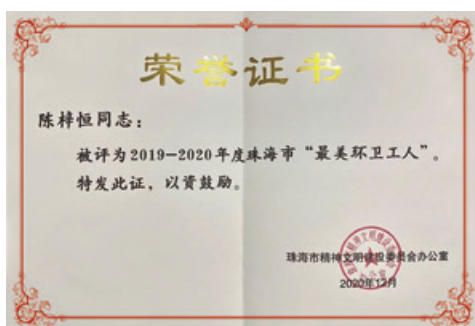 荣誉证书
陈梓恒同志：
被评为2019-2020年度珠海市“最美环卫工人”。
特发此证，以资鼓励。
珠海市精神文明建设委员会办公室
2020年12月